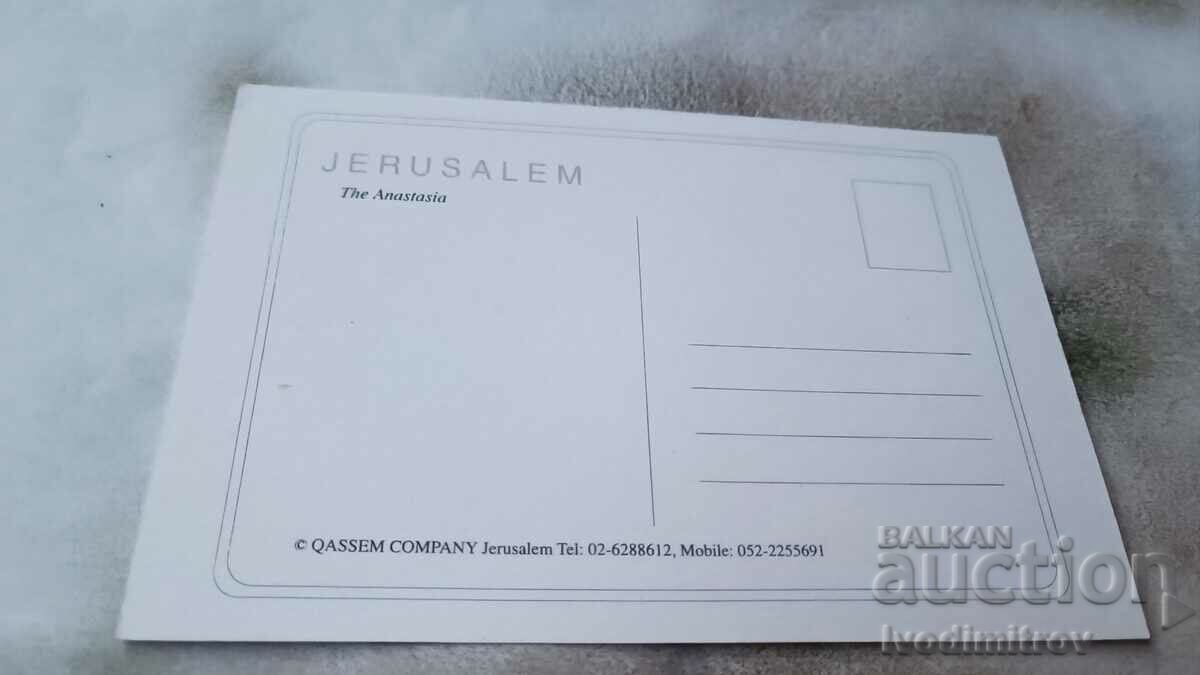 JERUSALEM
The Anastasia
© QASSEM COMPANY Jerusalem Tel: 02-6288612, Mobile: 052-2255691
BALKAN
auction
Ivodimitrov